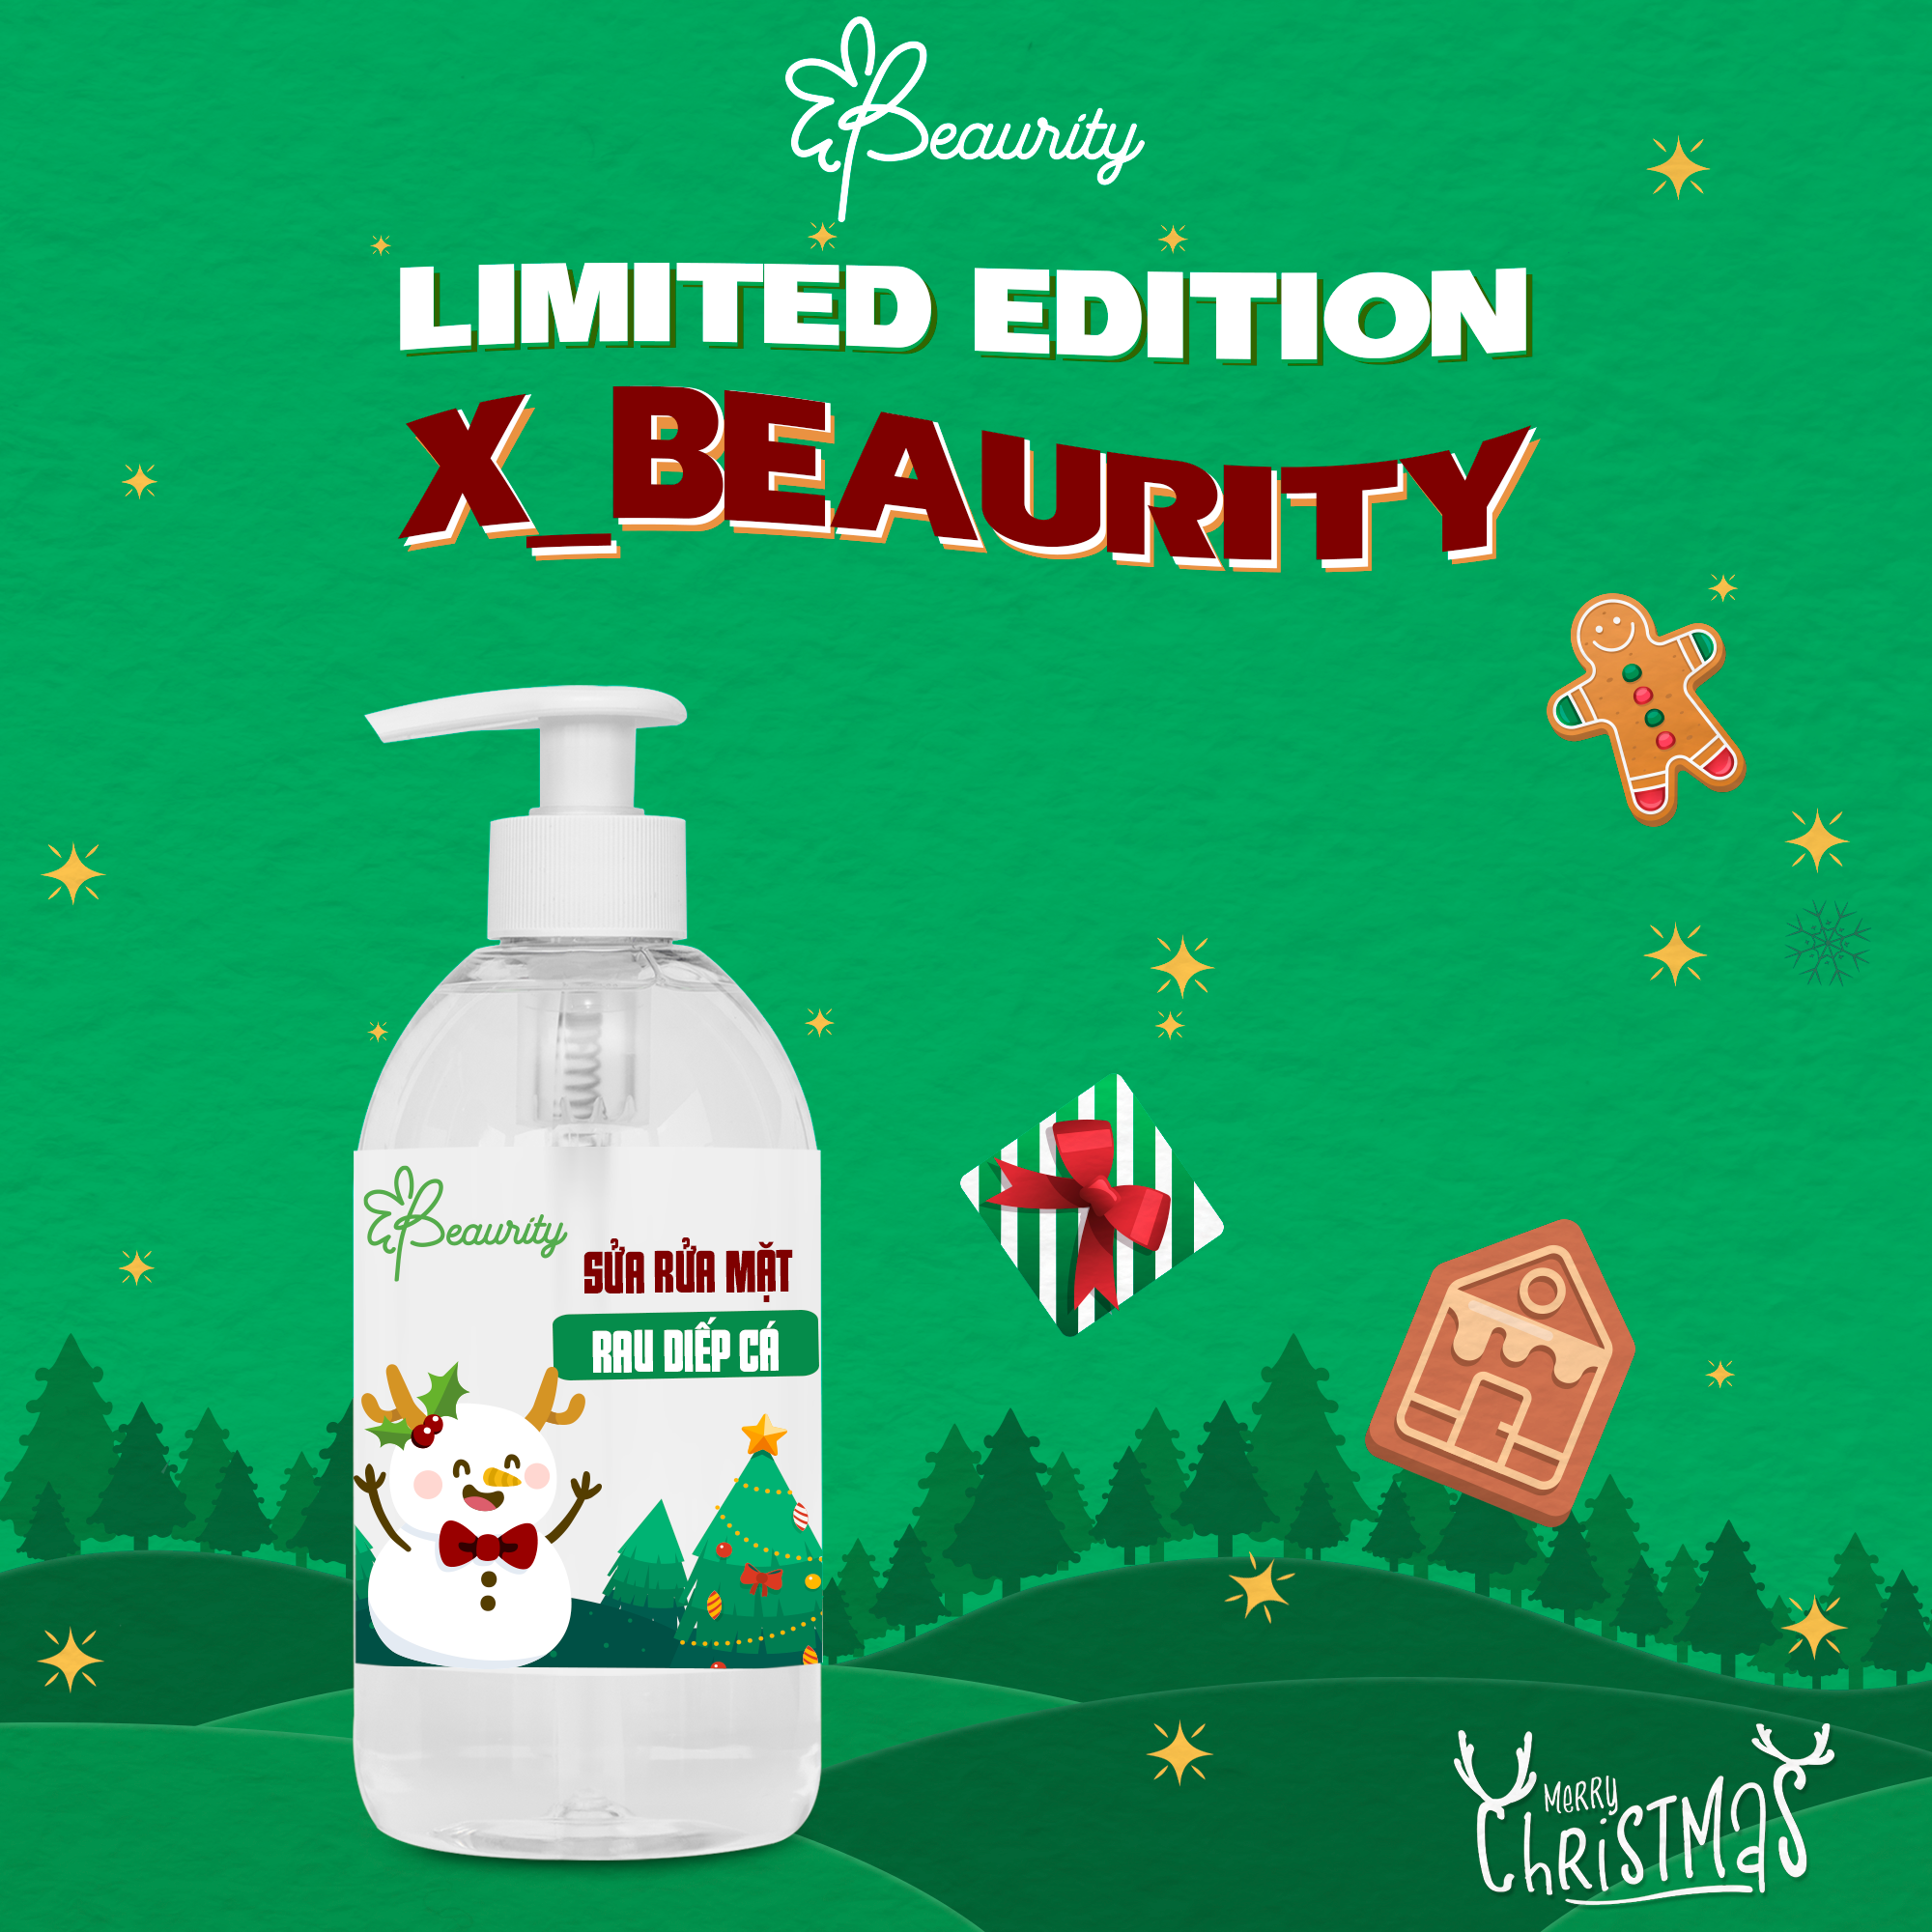 Beaurity
LIMITED EDITION
X_BEAURITY
Beaurity
SỬA RỬA MẶT
RAU DIẾP CÁ
MERRY
CHRISTMAS